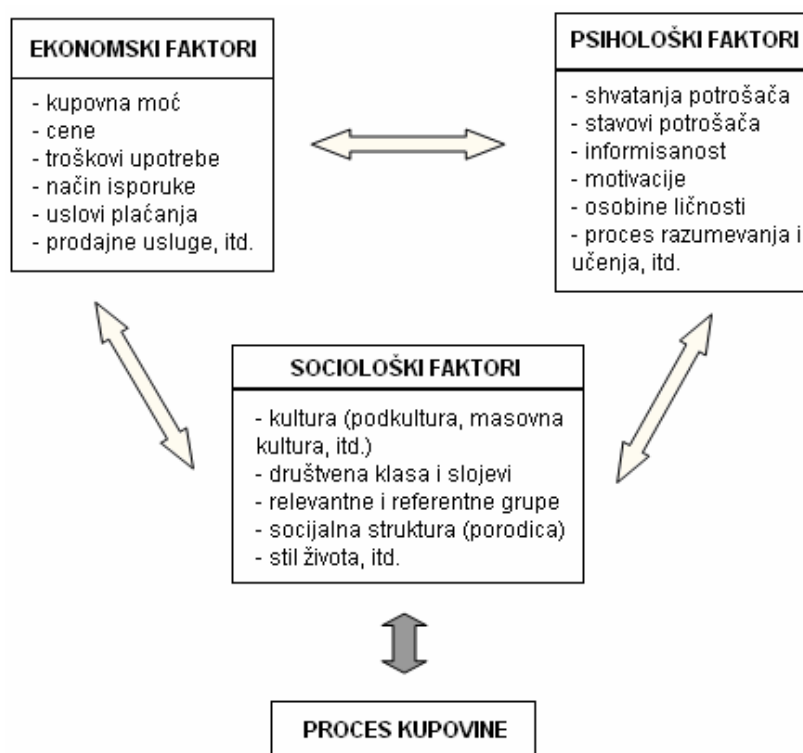 EKONOMSKI FAKTORI
- kupovna moć
- cene
- troškovi upotrebe
- način isporuke
- uslovi plaćanja
- prodajne usluge, itd.
PSIHOLOŠKI FAKTORI
- shvatanja potrošača
- stavovi potrošača
- informisanost
- motivacije
- osobine ličnosti
- proces razumevanja i
učenja, itd.
SOCIOLOŠKI FAKTORI
- kultura (podkultura, masovna
kultura, itd.)
- društvena klasa i slojevi
- relevantne i referentne grupe
- socijalna struktura (porodica)
- stil života, itd.
PROCES KUPOVINE